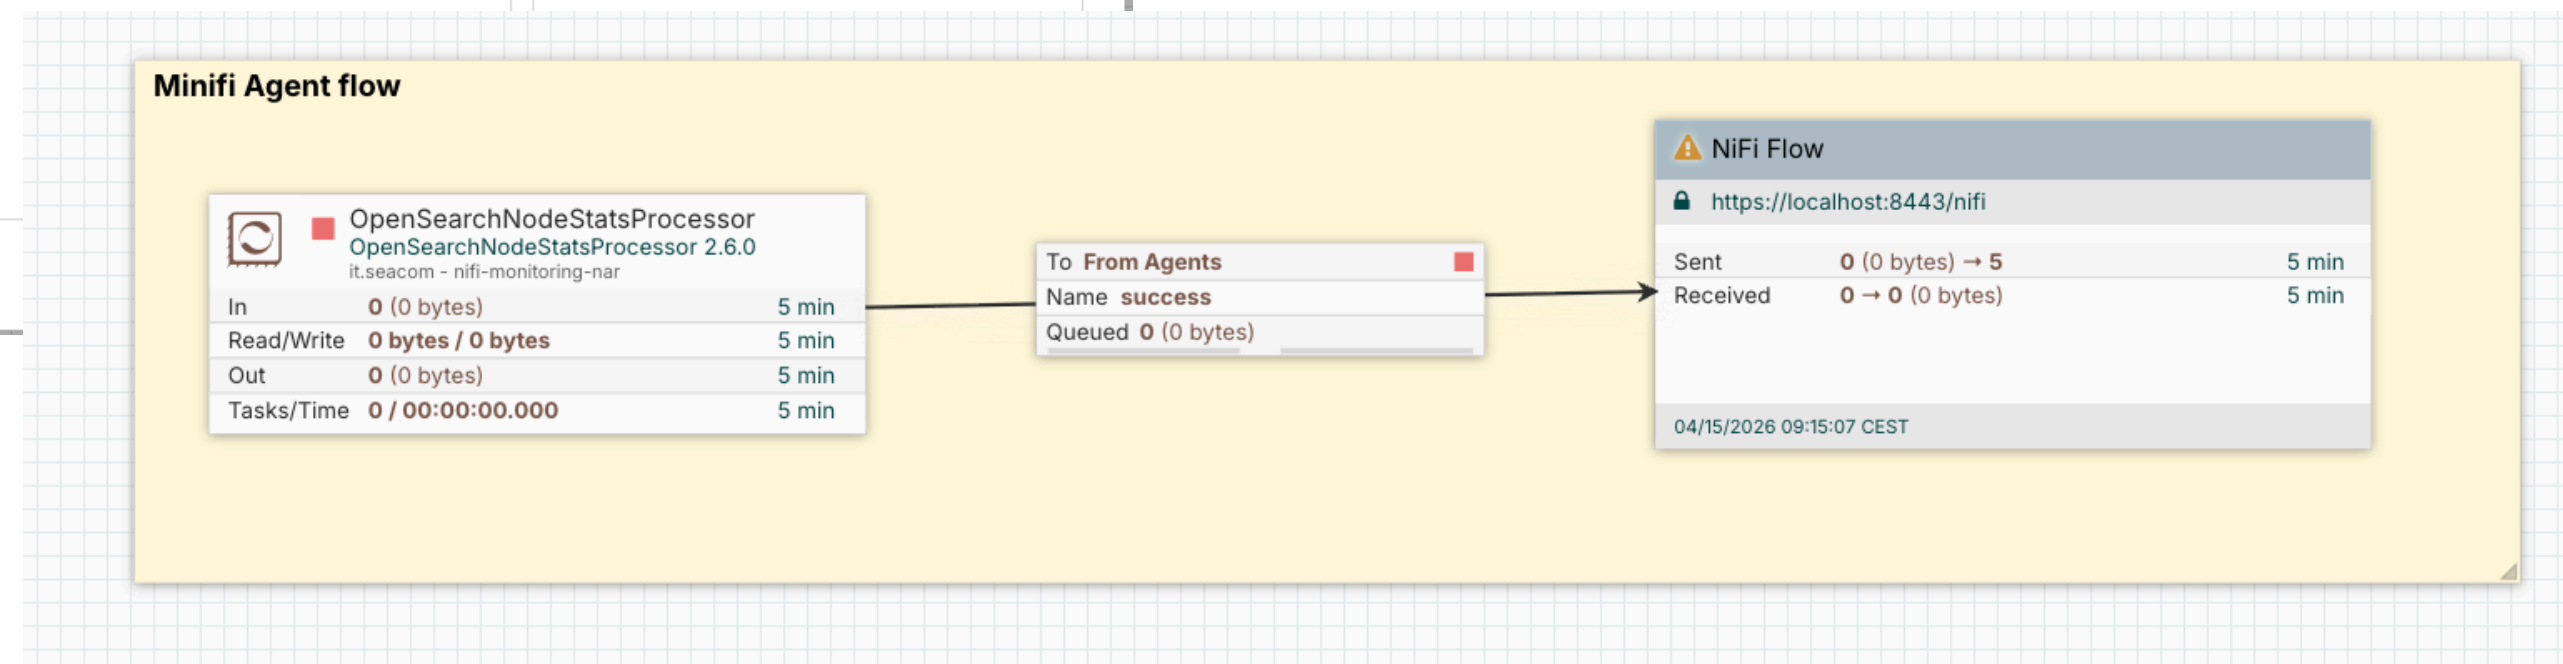 Minifi Agent flow
OpenSearchNodeStatsProcessor
OpenSearchNodeStatsProcessor 2.6.0
it.seacom - nifi-monitoring-nar
In 0 (0 bytes) 5 min
Read/Write 0 bytes / 0 bytes 5 min
Out 0 (0 bytes) 5 min
Tasks/Time 0 / 00:00:00.000 5 min
To From Agents
Name success
Queued 0 (0 bytes)
NiFi Flow
https://localhost:8443/nifi
Sent 0 (0 bytes) → 5 5 min
Received 0 → 0 (0 bytes) 5 min
04/15/2026 09:15:07 CEST